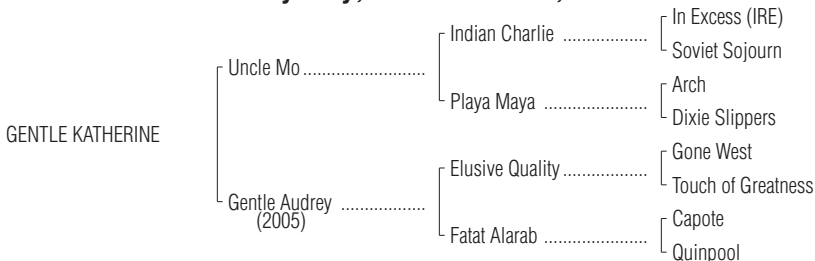 In Excess (IRE)
Indian Charlie ..................
Soviet Sojourn
Uncle Mo..........................
Arch
Playa Maya ......................
Dixie Slippers
GENTLE KATHERINE
Gone West
Elusive Quality..................
Touch of Greatness
Gentle Audrey ..................
(2005)
Capote
Fatat Alarab ......................
Quinpool